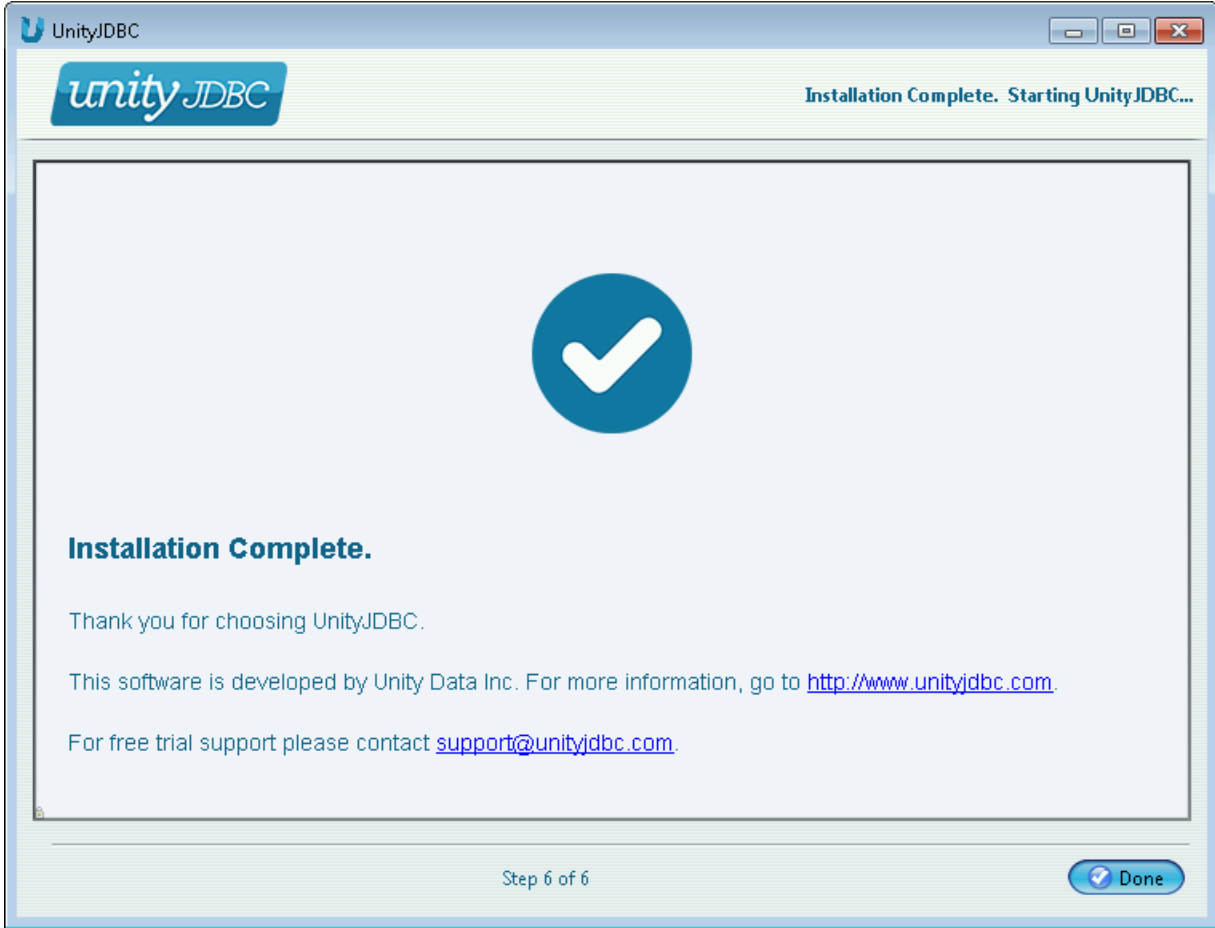 UnityJDBC
unity JDBC
Installation Complete. Starting UnityJDBC...
Installation Complete.
Thank you for choosing UnityJDBC.
This software is developed by Unity Data Inc. For more information, go to http://www.unityjdbc.com.
For free trial support please contact support@unityjdbc.com.
Step 6 of 6
Done